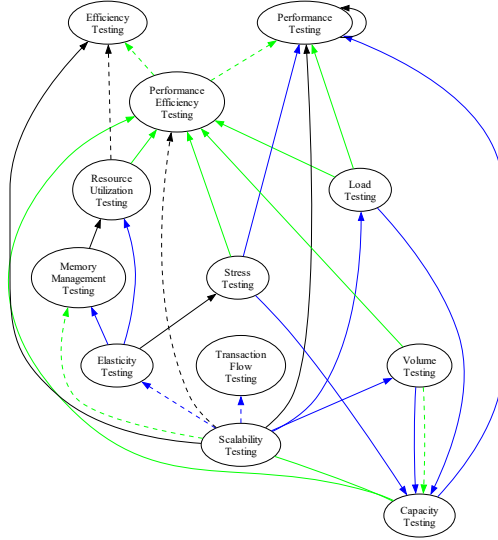 Efficiency
Testing
Performance
Testing
Performance
Efficiency
Testing
Resource
Utilization
Testing
Load
Testing
Memory
Management
Testing
Stress
Testing
Elasticity
Testing
Transaction
Flow
Testing
Volume
Testing
Scalability
Testing
Capacity
Testing